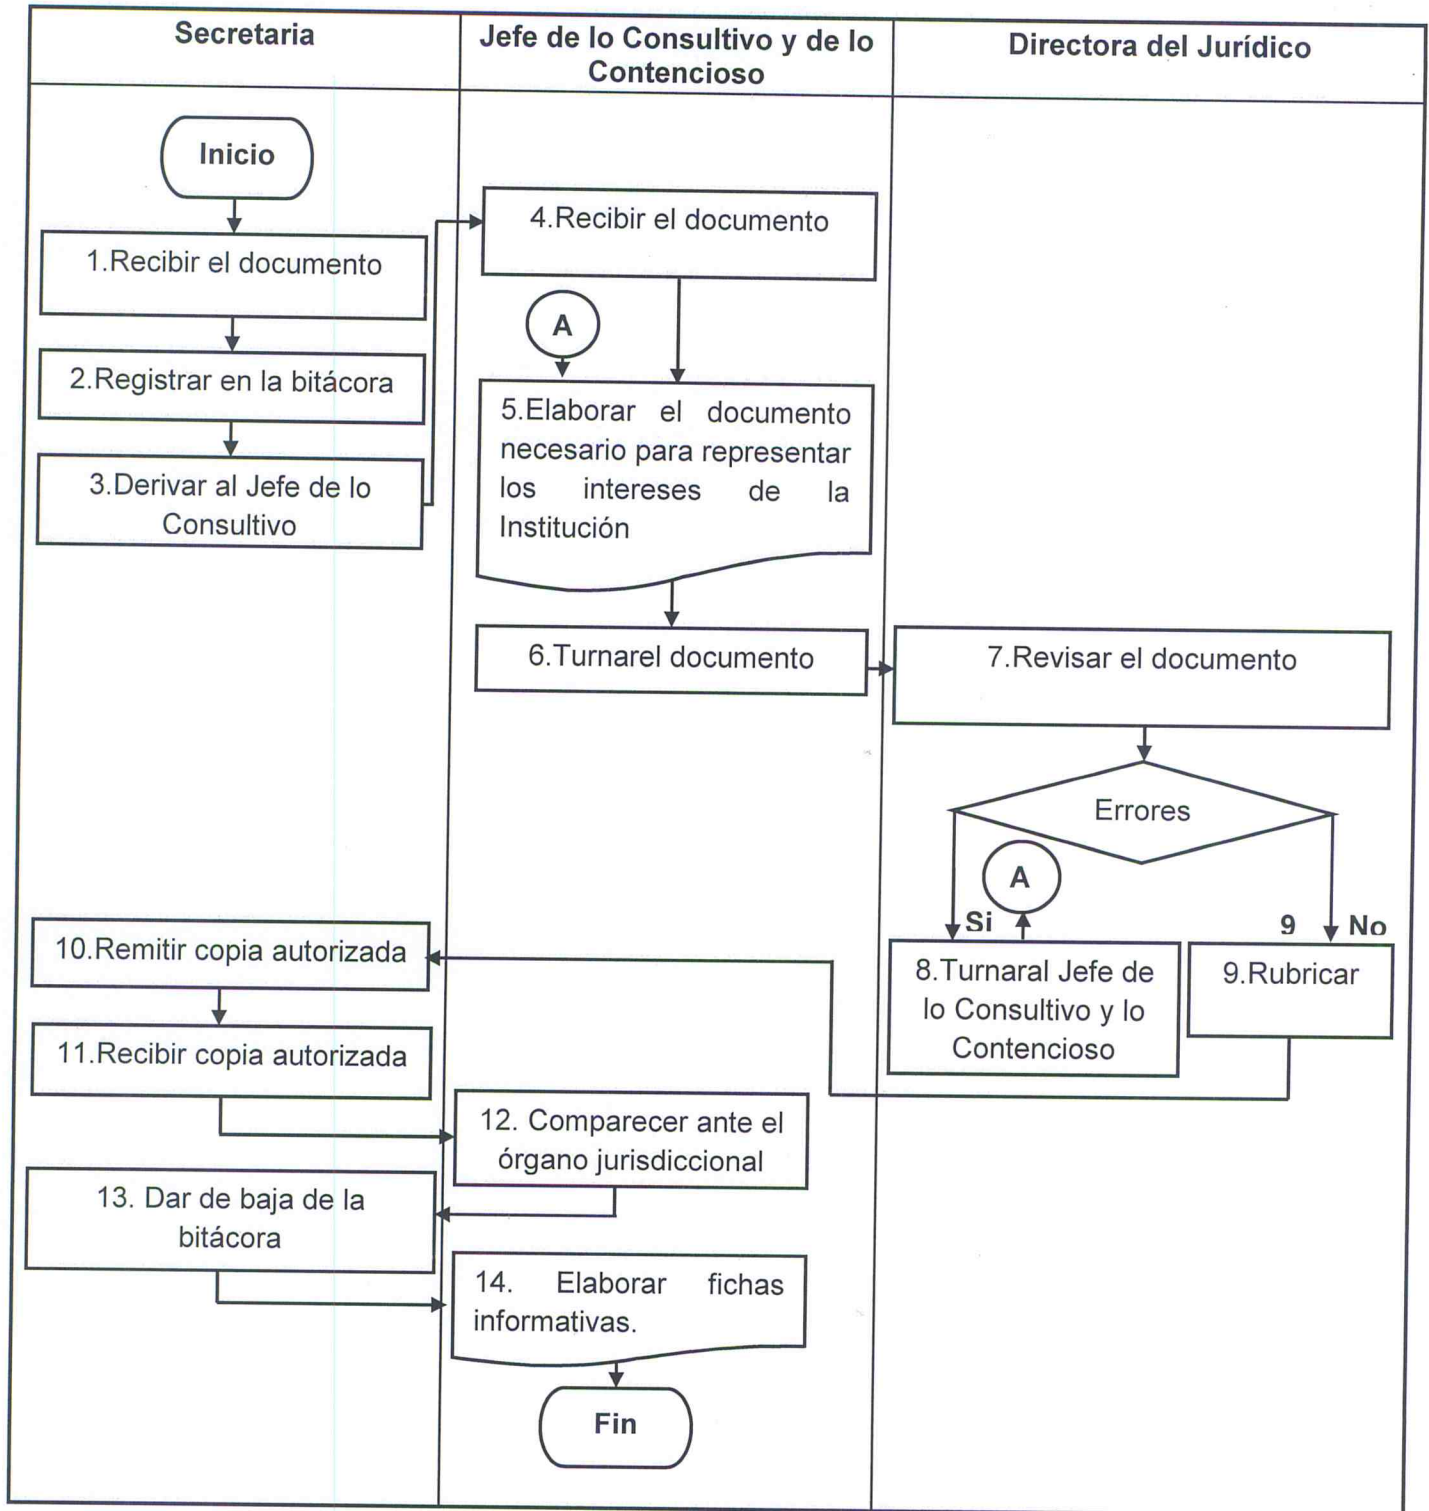 Secretaria
Jefe de lo Consultivo y de lo
Contencioso
Directora del Jurídico
Inicio
1.Recibir el documento
2.Registrar en la bitácora
3.Derivar al Jefe de lo
Consultivo
4.Recibir el documento
A
5.Elaborar el documento
necesario para representar
los intereses de la
Institución
6.Turnarel documento
7.Revisar el documento
Errores
A
Si
9
No
8.Turnaral Jefe de
lo Consultivo y lo
Contencioso
9.Rubricar
10.Remitir copia autorizada
11.Recibir copia autorizada
12. Comparecer ante el
órgano jurisdiccional
13. Dar de baja de la
bitácora
14. Elaborar fichas
informativas.
Fin